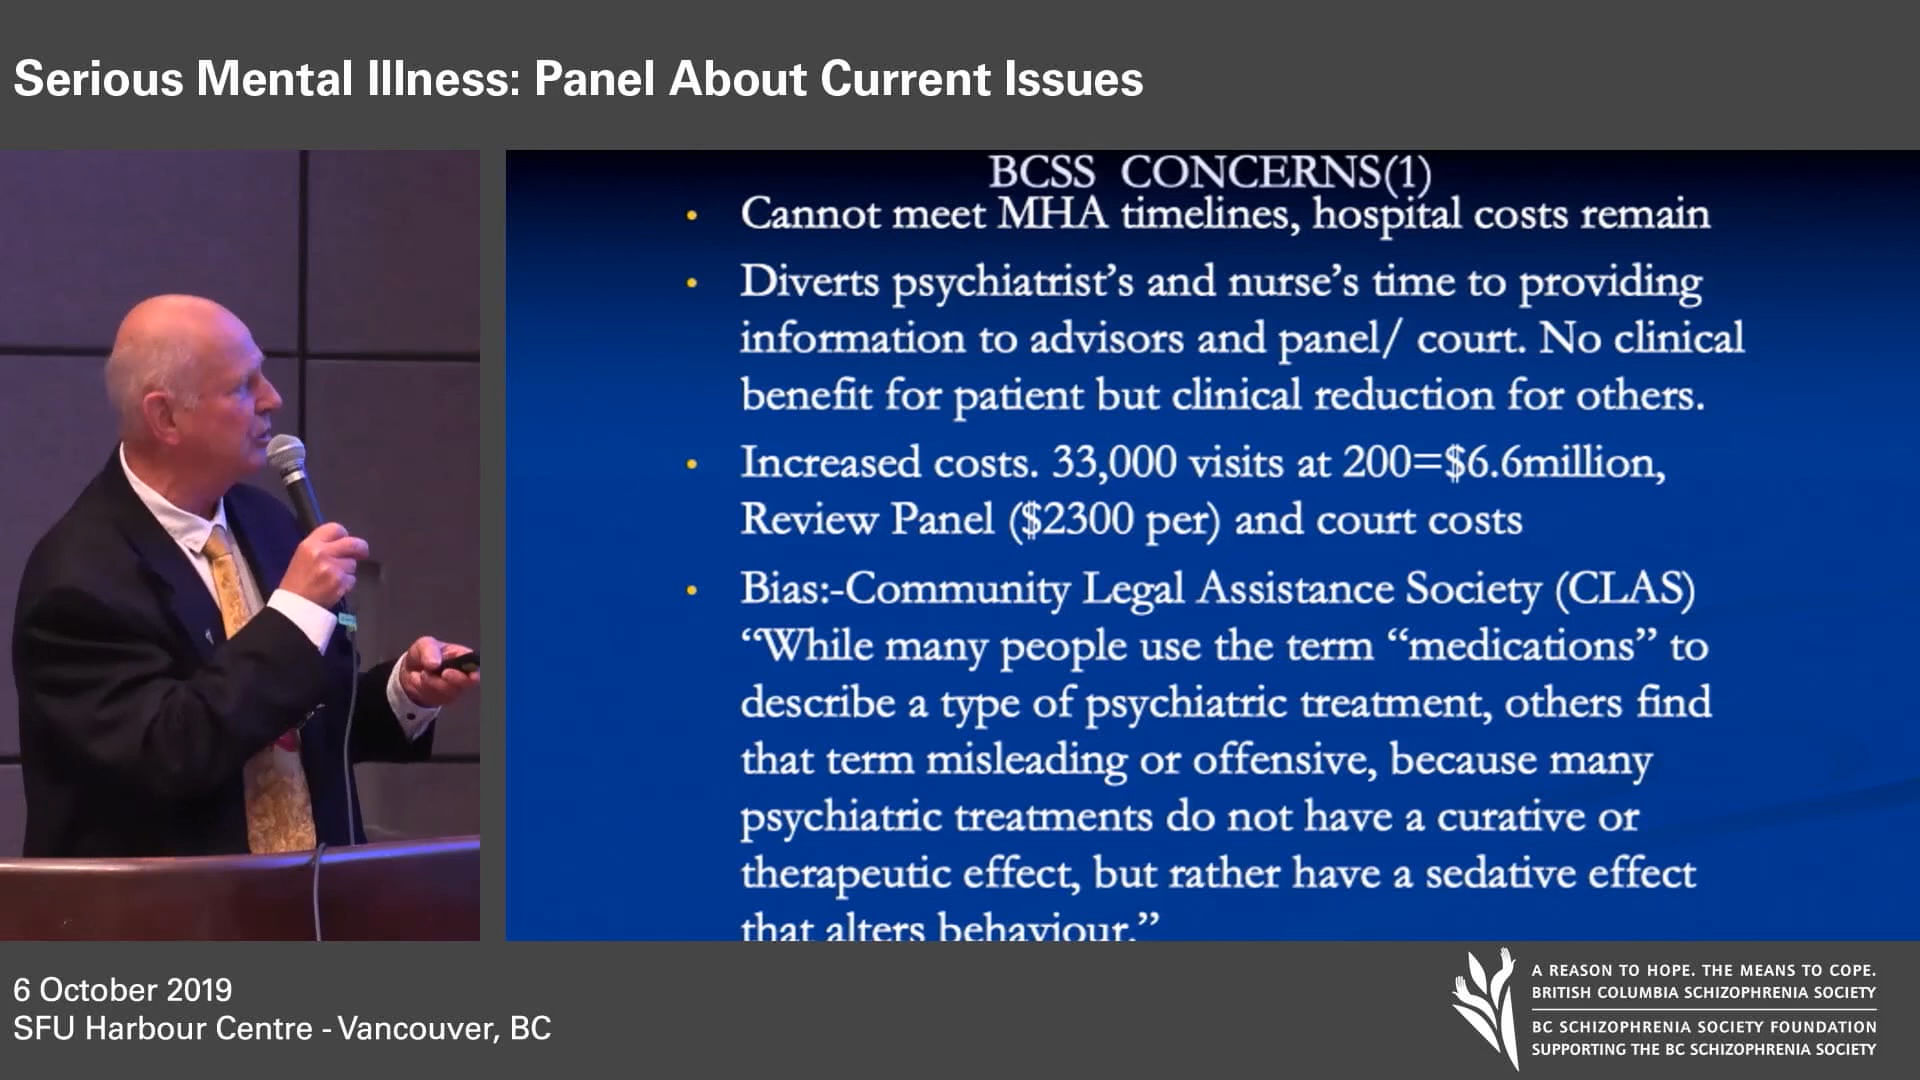 Serious Mental Illness: Panel About Current Issues
BCSS CONCERNS(1)
• Cannot meet MHA timelines, hospital costs remain
• Diverts psychiatrist’s and nurse’s time to providing
information to advisors and panel/ court. No clinical
benefit for patient but clinical reduction for others.
• Increased costs. 33,000 visits at 200=$6.6million,
Review Panel ($2300 per) and court costs
• Bias:-Community Legal Assistance Society (CLAS)
“While many people use the term “medications” to
describe a type of psychiatric treatment, others find
that term misleading or offensive, because many
psychiatric treatments do not have a curative or
therapeutic effect, but rather have a sedative effect
that alters behaviour.”
6 October 2019
SFU Harbour Centre - Vancouver, BC
A REASON TO HOPE. THE MEANS TO COPE.
BRITISH COLUMBIA SCHIZOPHRENIA SOCIETY
BC SCHIZOPHRENIA SOCIETY FOUNDATION
SUPPORTING THE BC SCHIZOPHRENIA SOCIETY